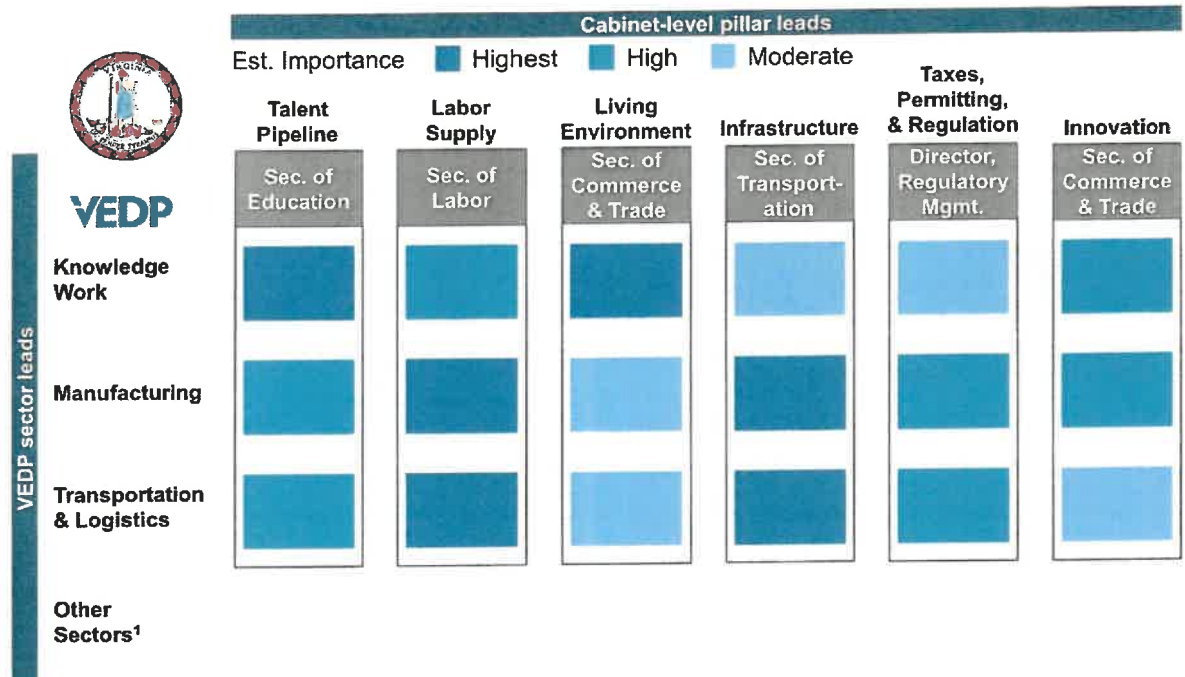 Cabinet-level pillar leads
Est. Importance Highest High Moderate
VIRGINIA
VEDP
VEDP sector leads
Talent
Pipeline
Labor
Supply
Living
Environment
Infrastructure
Taxes,
Permitting,
& Regulation
Innovation
Sec. of
Education
Sec. of
Labor
Sec. of
Commerce
& Trade
Sec. of
Transport-
ation
Director,
Regulatory
Mgmt.
Sec. of
Commerce
& Trade
Knowledge
Work
Manufacturing
Transportation
& Logistics
Other
Sectors¹